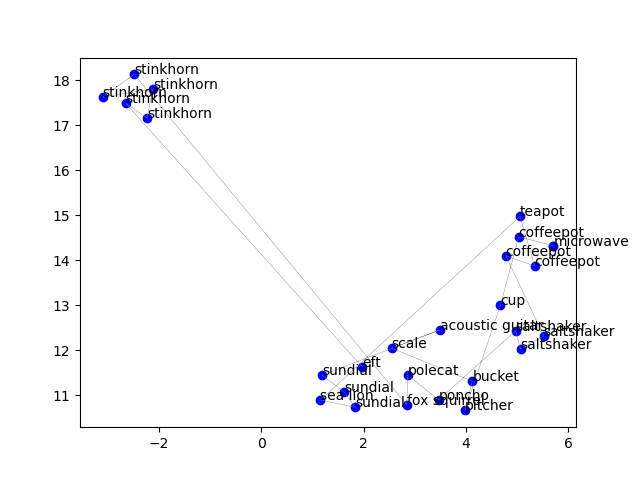 stinkhorn
stinkhorn
stinkhorn
stinkhorn
stinkhorn
teapot
coffeepot
microwave
coffeepot
coffeepot
cup
acoustic guitar
saltshaker
saltshaker
saltshaker
scale
eft
sundial
polecat
bucket
sundial
sea lion
sundial
fox squirrel
poncho
pitcher
18
17
16
15
14
13
12
11
−2
0
2
4
6